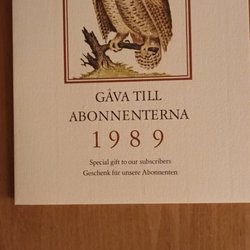 GÅVA TILL
ABONNENTERNA
1989
Special gift to our subscribers
Geschenk für unsere Abonnenten